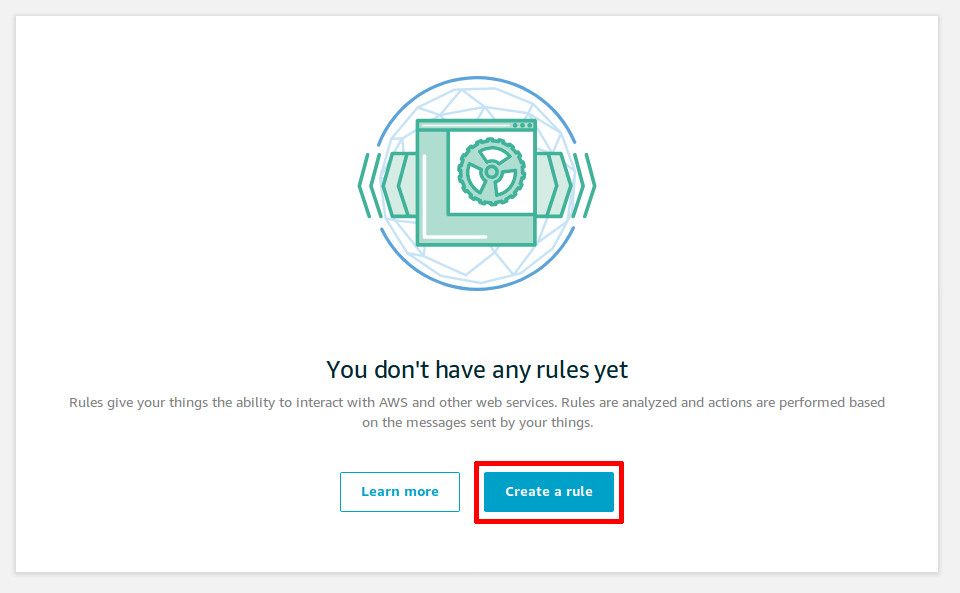 You don't have any rules yet
Rules give your things the ability to interact with AWS and other web services. Rules are analyzed and actions are performed based
on the messages sent by your things.
Learn more
Create a rule